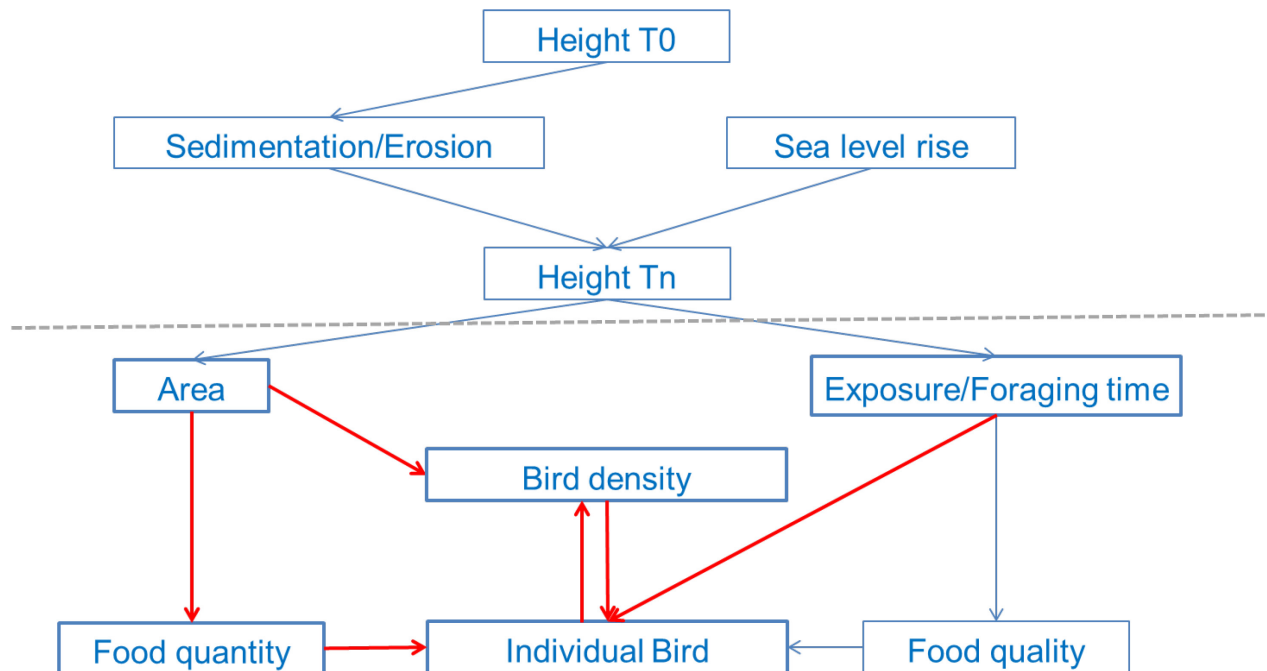 Height T0
Sedimentation/Erosion
Sea level rise
Height Tn
Area
Exposure/Foraging time
Bird density
Food quantity
Individual Bird
Food quality